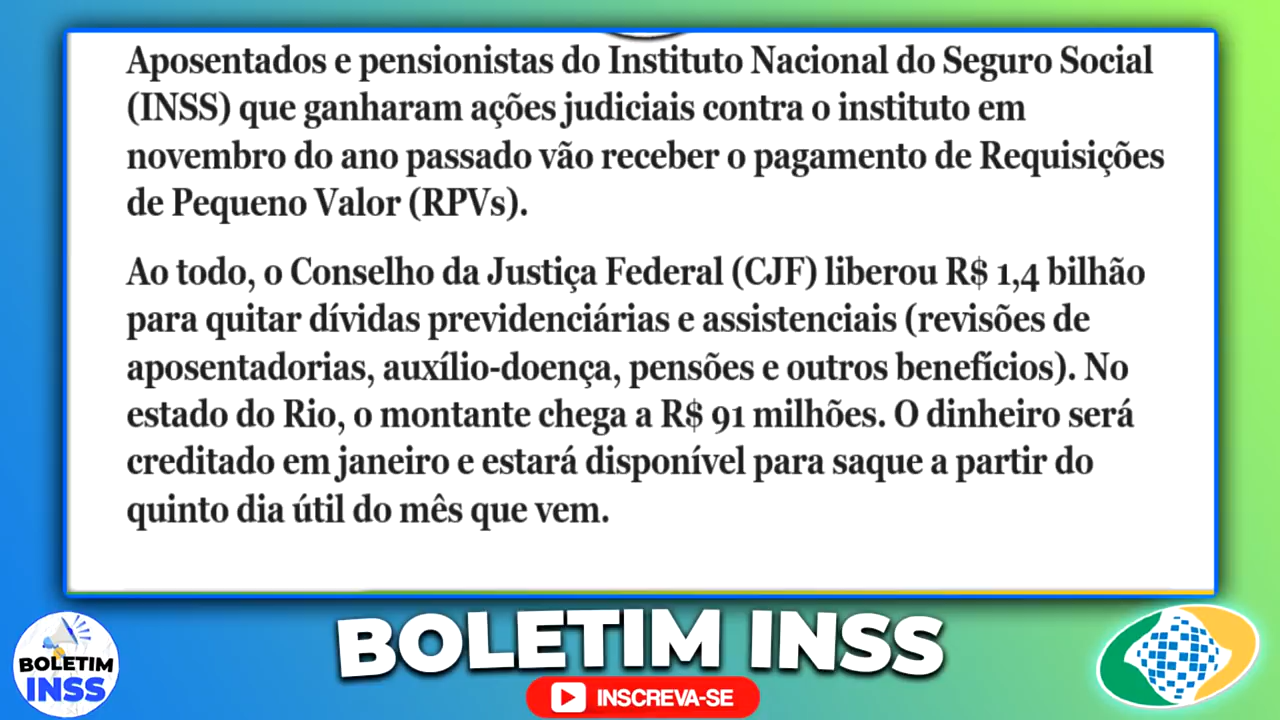 Aposentados e pensionistas do Instituto Nacional do Seguro Social
(INSS) que ganharam ações judiciais contra o instituto em
novembro do ano passado vão receber o pagamento de Requisições
de Pequeno Valor (RPVs).
Ao todo, o Conselho da Justiça Federal (CJF) liberou R$ 1,4 bilhão
para quitar dívidas previdenciárias e assistenciais (revisões de
aposentadorias, auxílio-doença, pensões e outros benefícios). No
estado do Rio, o montante chega a R$ 91 milhões. O dinheiro será
creditado em janeiro e estará disponível para saque a partir do
quinto dia útil do mês que vem.
BOLETIM INSS
BOLETIM
INSS
INSCREVA-SE